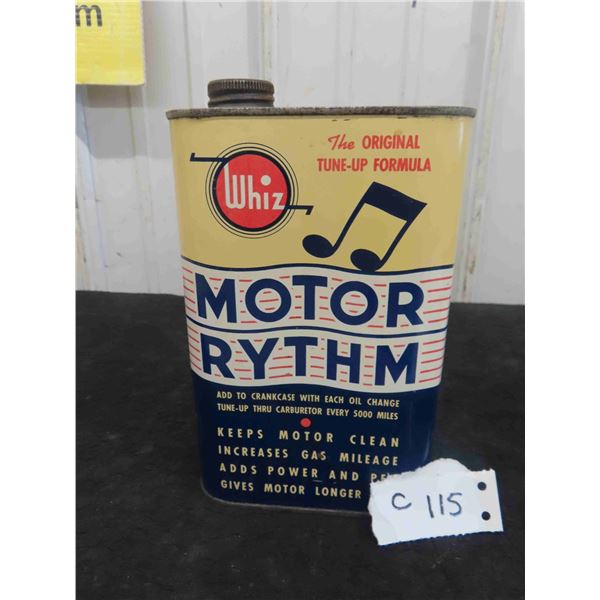 m
The ORIGINAL
TUNE-UP FORMULA
Whiz
MOTOR
RYTHM
ADD TO CRANKCASE WITH EACH OIL CHANGE
TUNE-UP THRU CARBURETOR EVERY 5000 MILES
KEEPS MOTOR CLEAN
INCREASES GAS MILEAGE
ADDS POWER AND
GIVES MOTOR LONGER
C 115